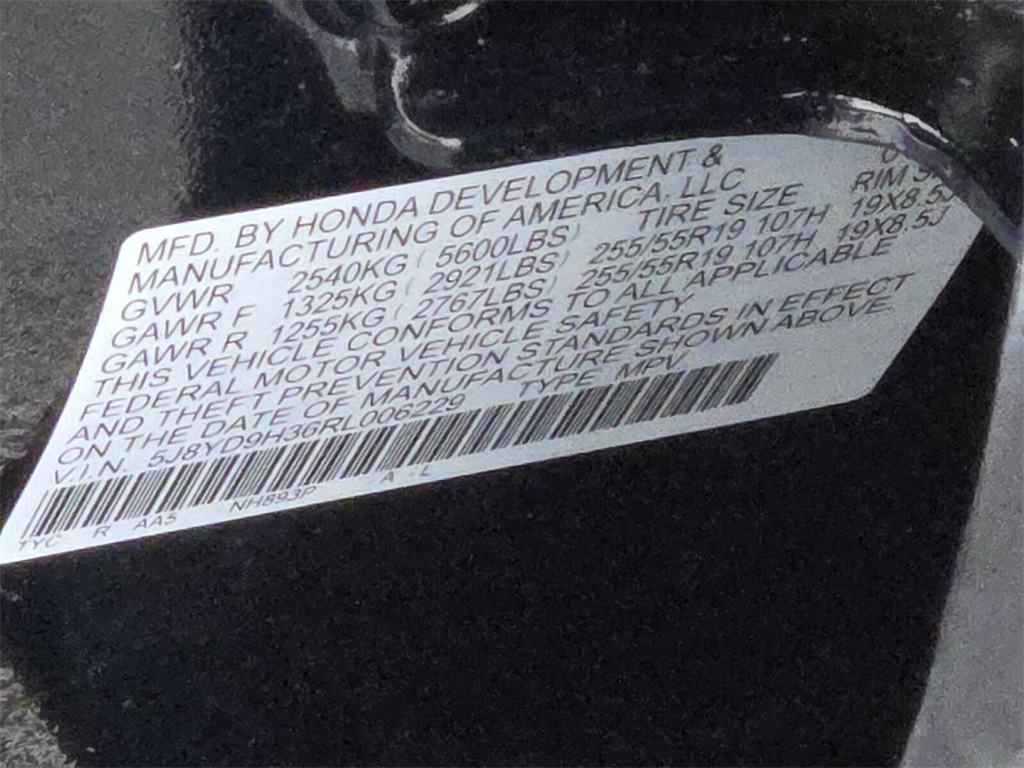 MFD. BY HONDA DEVELOPMENT &
MANUFACTURING OF AMERICA, LLC
GVWR 2540KG ( 5600LBS) TIRE SIZE RIM
GAWR F 1325KG ( 2921LBS) 255/55R19 107H 19X8.5J
GAWR R 1255KG ( 2767LBS) 255/55R19 107H 19X8.5J
THIS VEHICLE CONFORMS TO ALL APPLICABLE
FEDERAL MOTOR VEHICLE SAFETY
AND THEFT PREVENTION STANDARDS IN EFFECT
ON THE DATE OF MANUFACTURE SHOWN ABOVE.
V.I.N. 5J8YD9H36RL006229 TYPE MPV
TYC R AA5 NH893P A L